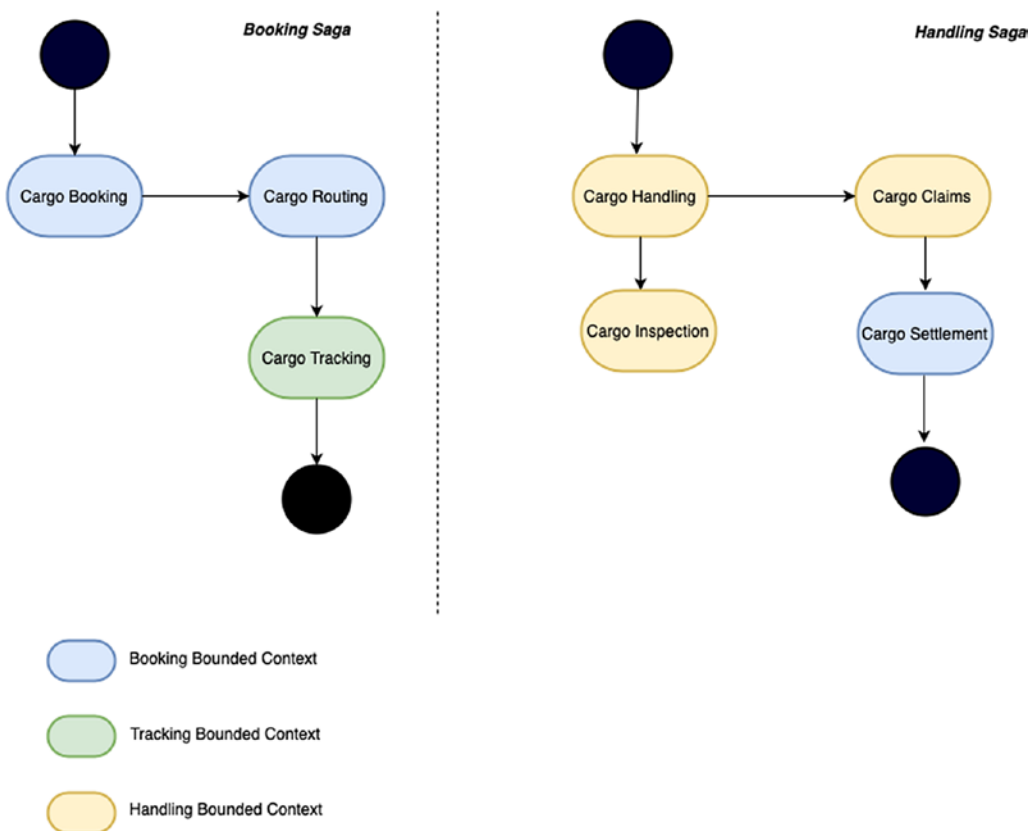 Booking Saga
Handling Saga
Cargo Booking
Cargo Routing
Cargo Handling
Cargo Claims
Cargo Tracking
Cargo Inspection
Cargo Settlement
Booking Bounded Context
Tracking Bounded Context
Handling Bounded Context